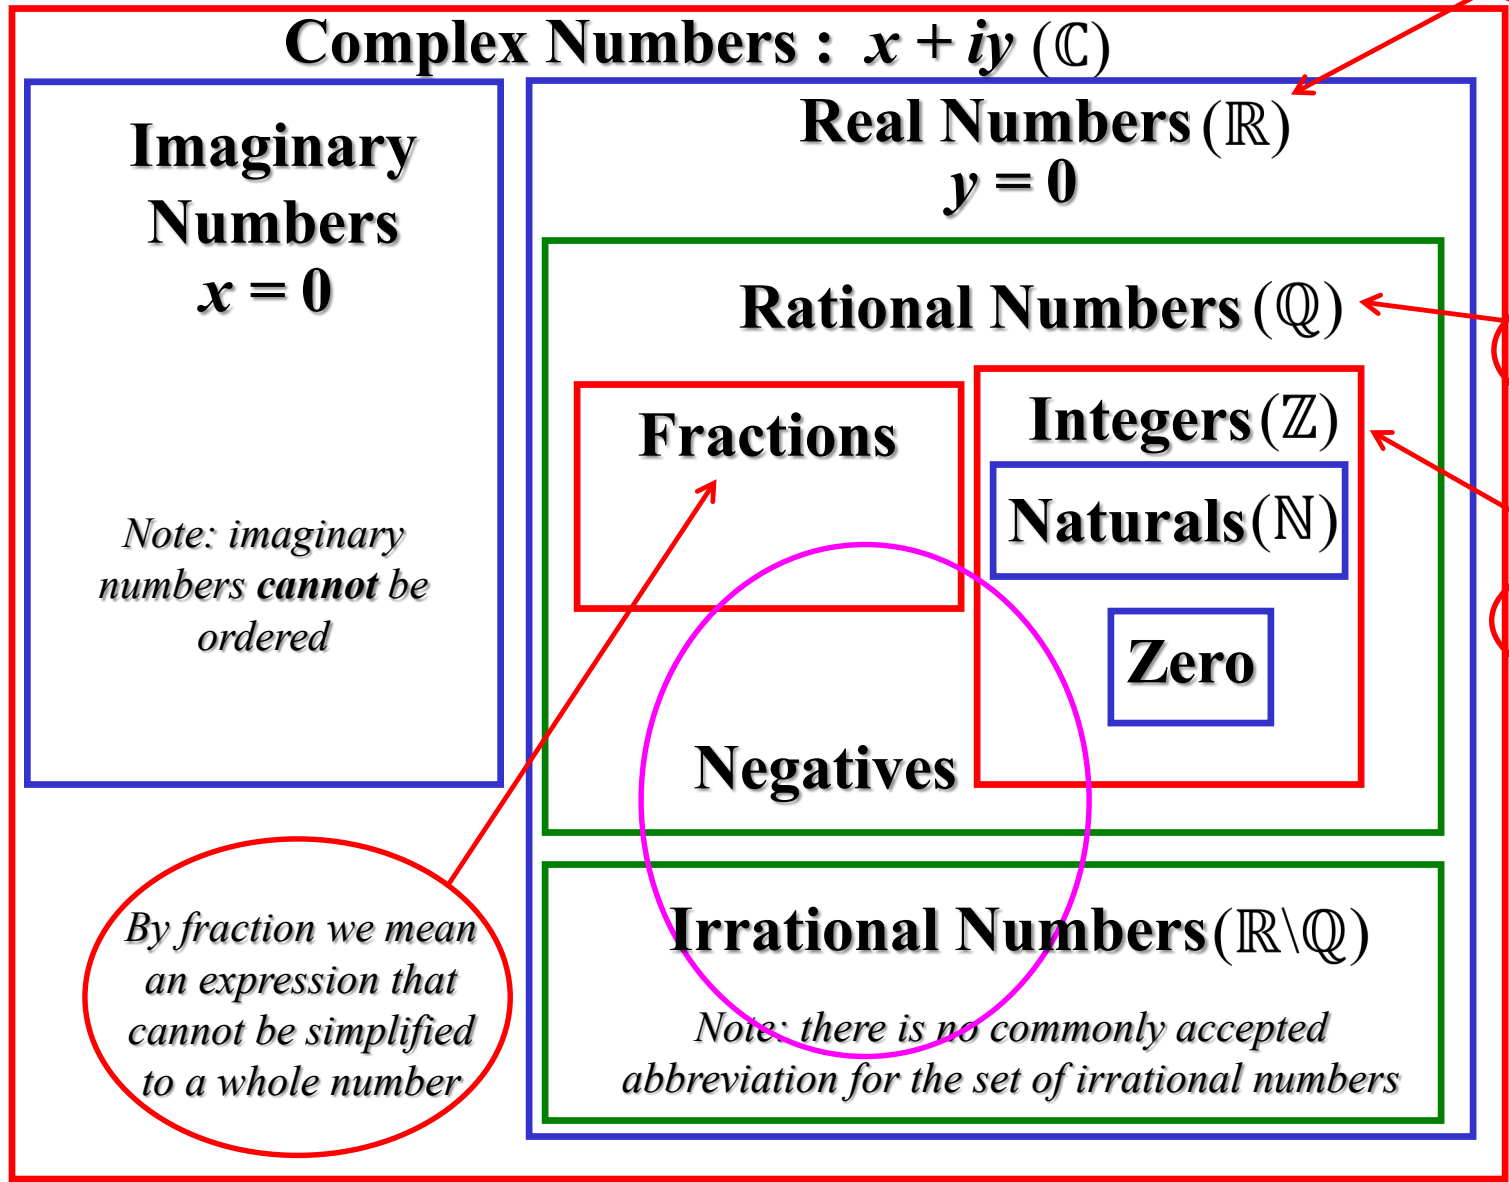 Complex Numbers : x + iy (ℂ)
Imaginary
Numbers
x = 0
Note: imaginary
numbers cannot be
ordered
Real Numbers (ℝ)
y = 0
Rational Numbers (ℚ)
Fractions
Integers (ℤ)
Naturals (ℕ)
Zero
Negatives
Irrational Numbers (ℝ\ℚ)
Note: there is no commonly accepted
abbreviation for the set of irrational numbers
By fraction we mean
an expression that
cannot be simplified
to a whole number